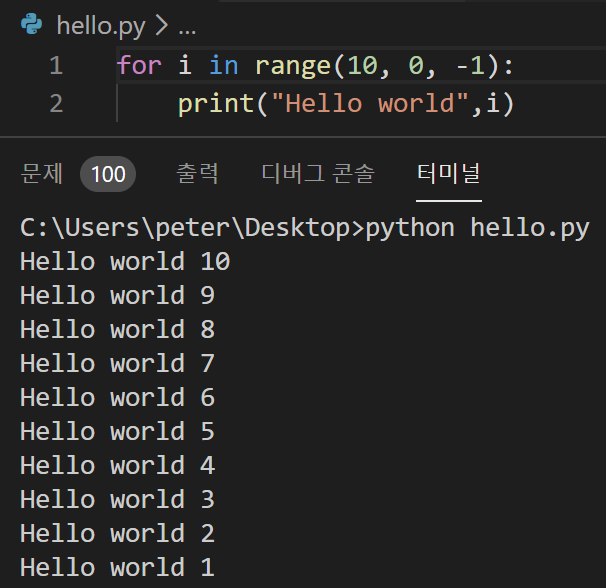 hello.py > ...
1 for i in range(10, 0, -1):
2     print("Hello world",i)
문제 100 출력 디버그 콘솔 터미널
C:\Users\peter\Desktop>python hello.py
Hello world 10
Hello world 9
Hello world 8
Hello world 7
Hello world 6
Hello world 5
Hello world 4
Hello world 3
Hello world 2
Hello world 1